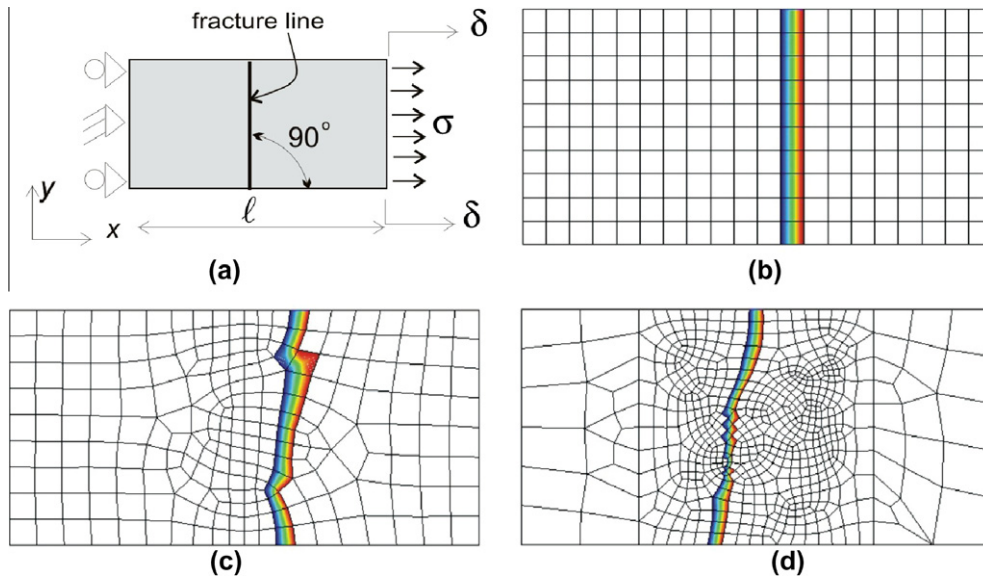 fracture line
δ
90°
σ
y
x
ℓ
δ
(a)
(b)
(c)
(d)